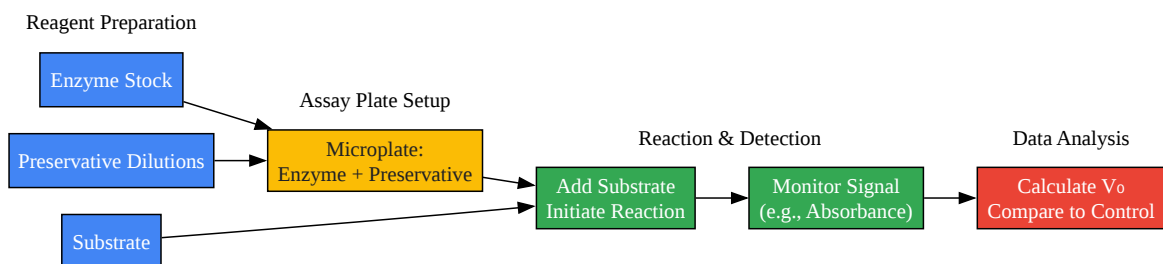 Reagent Preparation
Enzyme Stock
Preservative Dilutions
Substrate
Assay Plate Setup
Microplate:
Enzyme + Preservative
Reaction & Detection
Add Substrate
Initiate Reaction
Monitor Signal
(e.g., Absorbance)
Data Analysis
Calculate V₀
Compare to Control